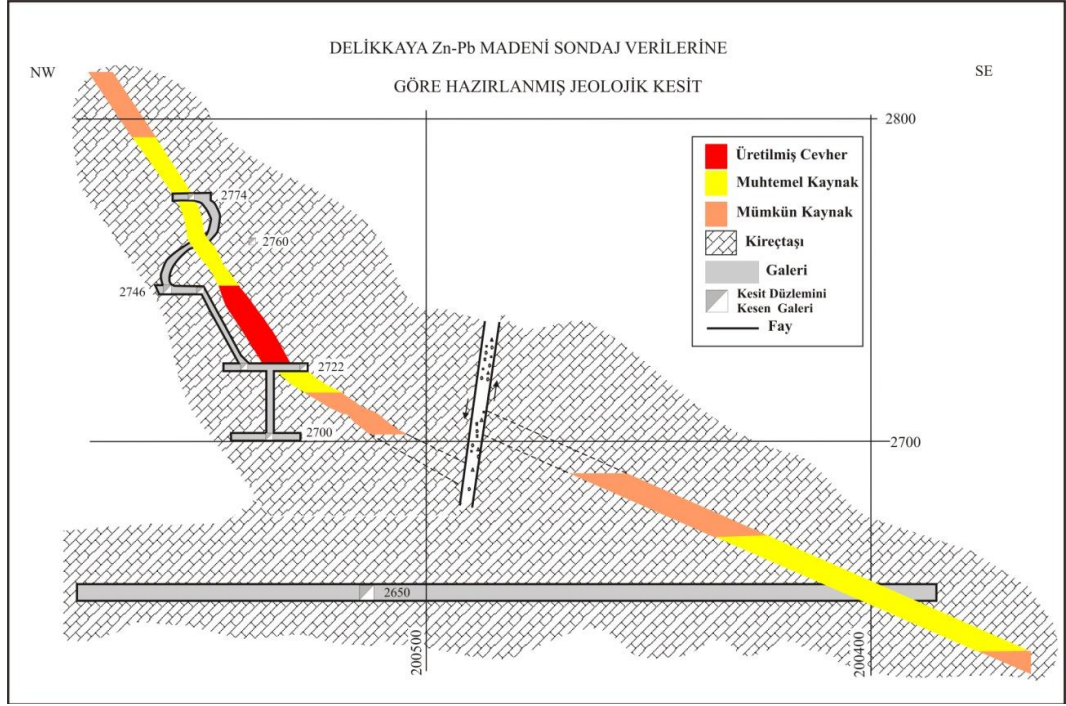 DELİKKAYA Zn-Pb MADENİ SONDAJ VERİLERİNE
GÖRE HAZIRLANMIŞ JEOLOJİK KESİT
NW
SE
2800
Üretilmiş Cevher
Muhtemel Kaynak
Mümkün Kaynak
Kireçtaşı
Galeri
Kesit Düzlemini
Kesen Galeri
Fay
2774
2760
2746
2722
2700
2700
2650
200500
200400